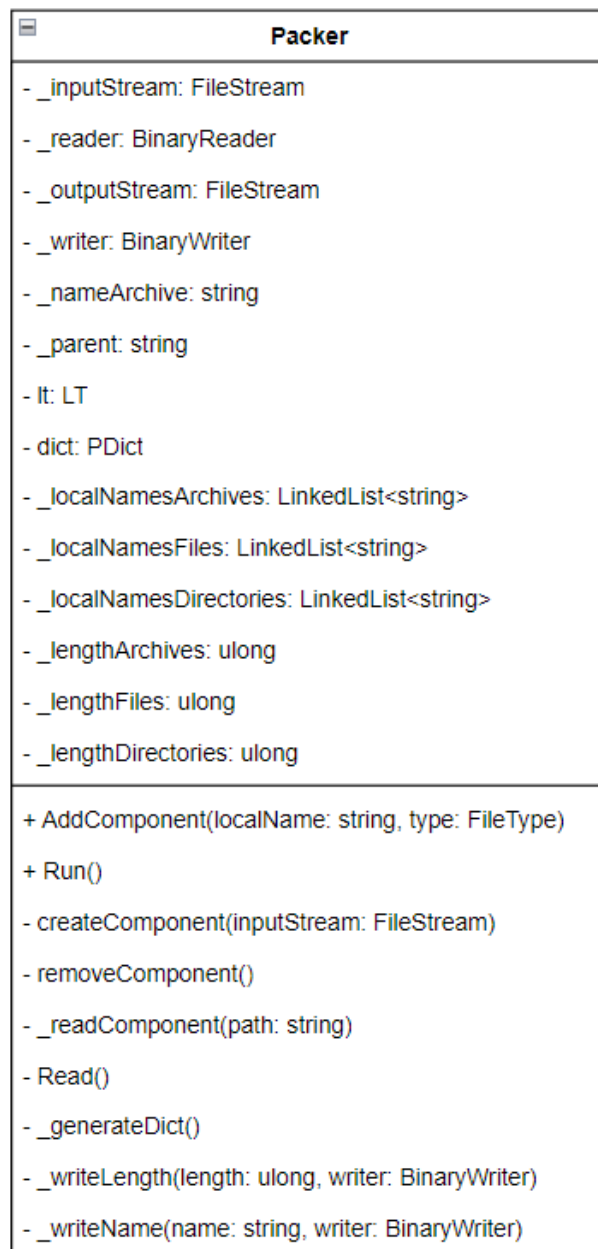 Packer
- _inputStream: FileStream
- _reader: BinaryReader
- _outputStream: FileStream
- _writer: BinaryWriter
- _nameArchive: string
- _parent: string
- lt: LT
- dict: PDict
- _localNamesArchives: LinkedList<string>
- _localNamesFiles: LinkedList<string>
- _localNamesDirectories: LinkedList<string>
- _lengthArchives: ulong
- _lengthFiles: ulong
- _lengthDirectories: ulong
+ AddComponent(localName: string, type: FileType)
+ Run()
- createComponent(inputStream: FileStream)
- removeComponent()
- _readComponent(path: string)
- Read()
- _generateDict()
- _writeLength(length: ulong, writer: BinaryWriter)
- _writeName(name: string, writer: BinaryWriter)